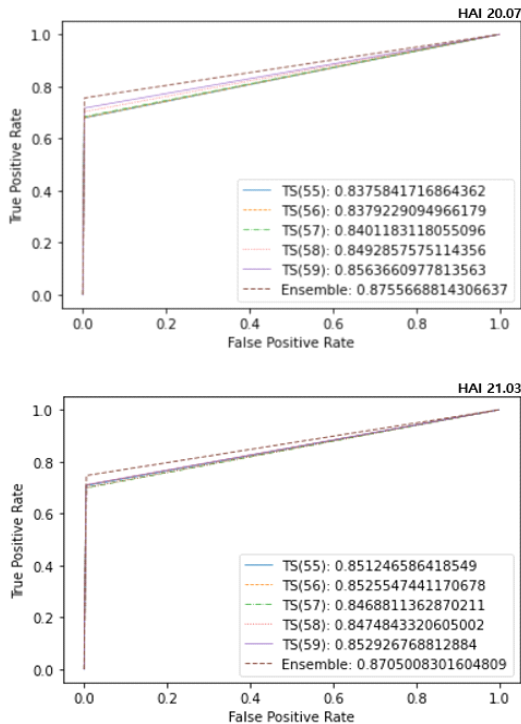 HAI 20.07
True Positive Rate
1.0
0.8
0.6
0.4
0.2
0.0
TS(55): 0.8375841716864362
TS(56): 0.8379229094966179
TS(57): 0.8401183118055096
TS(58): 0.8492857575114356
TS(59): 0.8563660977813563
Ensemble: 0.8755668814306637
0.0 0.2 0.4 0.6 0.8 1.0
False Positive Rate
HAI 21.03
True Positive Rate
1.0
0.8
0.6
0.4
0.2
0.0
TS(55): 0.851246586418549
TS(56): 0.8525547441170678
TS(57): 0.8468811362870211
TS(58): 0.8474843320605002
TS(59): 0.852926768812884
Ensemble: 0.8705008301604809
0.0 0.2 0.4 0.6 0.8 1.0
False Positive Rate